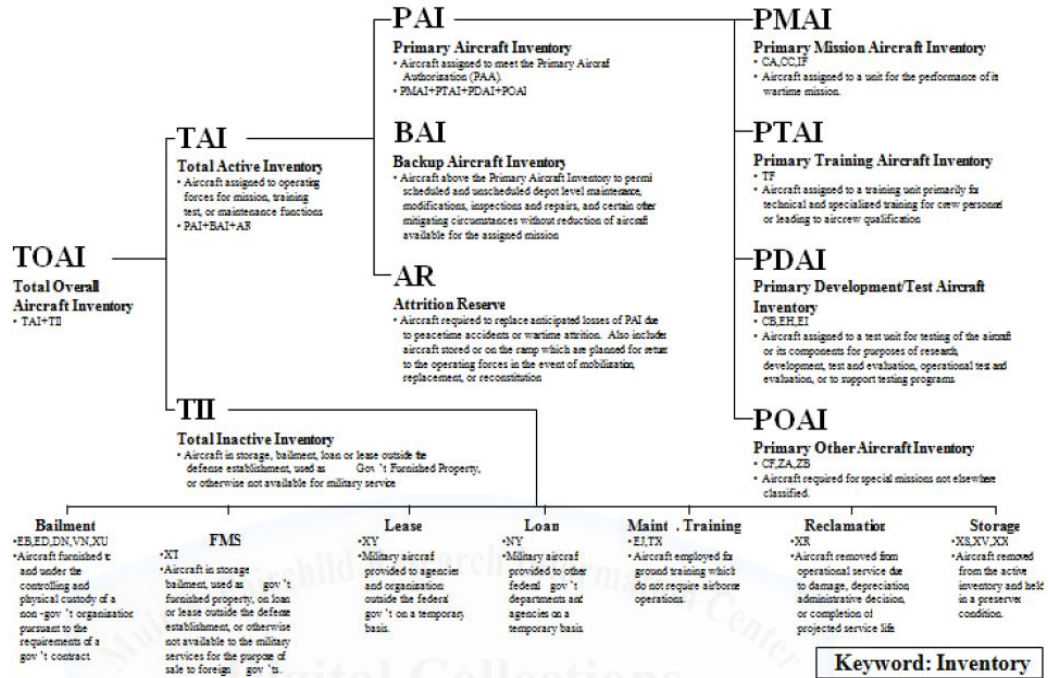 PAI
Primary Aircraft Inventory
• Aircraft assigned to meet the Primary Aircraft
Authorization (PAA).
• PMAI+PTAI+PDAI+POAI
PMAI
Primary Mission Aircraft Inventory
• CA,CC,IF
• Aircraft assigned to a unit for the performance of its
wartime mission.
TAI
Total Active Inventory
• Aircraft assigned to operating
forces for mission, training
test, or maintenance functions
• PAI+BAI+AR
BAI
Backup Aircraft Inventory
• Aircraft above the Primary Aircraft Inventory to permi
scheduled and unscheduled depot level maintenance,
modifications, inspections and repairs, and certain other
mitigating circumstances without reduction of aircraft
available for the assigned mission
PTAI
Primary Training Aircraft Inventory
• TF
• Aircraft assigned to a training unit primarily for
technical and specialized training for crew personnel
or leading to aircrew qualification
TOAI
Total Overall
Aircraft Inventory
• TAI+TII
AR
Attrition Reserve
• Aircraft required to replace anticipated losses of PAI due
to peacetime accidents or wartime attrition. Also includes
aircraft stored or on the ramp which are planned for return
to the operating forces in the event of mobilization,
replacement, or reconstitution
PDAI
Primary Development/Test Aircraft
Inventory
• CB,EH,EI
• Aircraft assigned to a test unit for testing of the aircraft
or its components for purposes of research,
development, test and evaluation, operational test and
evaluation, or to support testing programs.
TII
Total Inactive Inventory
• Aircraft in storage, bailment, loan or lease outside the
defense establishment, used as Gov 't Furnished Property,
or otherwise not available for military service
POAI
Primary Other Aircraft Inventory
• CF,ZA,ZB
• Aircraft required for special missions not elsewhere
classified.
Bailment
•EB,ED,DN,VN,XU
•Aircraft furnished to
and under the
controlling and
physical custody of a
non -gov 't organization
pursuant to the
requirements of a
gov 't contract.
FMS
•XT
•Aircraft in storage
bailment, used as gov 't
furnished property, on loan
or lease outside the defense
establishment, or otherwise
not available to the military
services for the purpose of
sale to foreign gov 'ts.
Lease
•XY
•Military aircraf
provided to agencies
and organization
outside the federal
gov 't on a temporary
basis.
Loan
•NY
•Military aircraf
provided to other
federal gov 't
departments and
agencies on a
temporary basis.
Maint . Training
•EJ,TX
•Aircraft employed for
ground training which
do not require airborne
operations.
Reclamation
•XR
•Aircraft removed from
operational service due
to damage, depreciation
administrative decision,
or completion of
projected service life
Storage
•XS,XV,XX
•Aircraft removed
from the active
inventory and held
in a preserver
condition.
Keyword: Inventory
Digital Collections